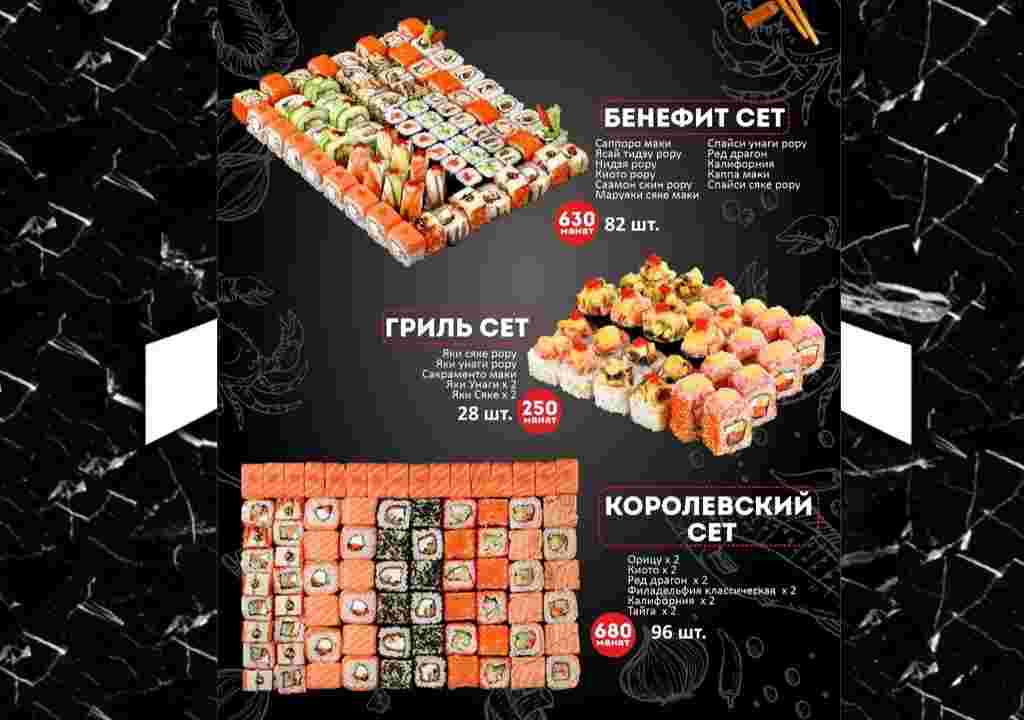 БЕНЕФИТ СЕТ
Саппоро маки
Ясай тидзу рору
Нидзя рору
Киото рору
Саамон скин рору
Маруяки сяке маки
Спайси унаги рору
Ред драгон
Калифорния
Каппа маки
Спайси сяке рору
630
манат
82 шт.
ГРИЛЬ СЕТ
Яки сяке рору
Яки унаги рору
Сакраменто маки
Яки Унаги х 2
Яки Сяке х 2
28 шт.
250
манат
КОРОЛЕВСКИЙ
СЕТ
Орицу х 2
Киото х 2
Ред драгон х 2
Филадельфия классическая х 2
Калифорния х 2
Тайга х 2
680
манат
96 шт.